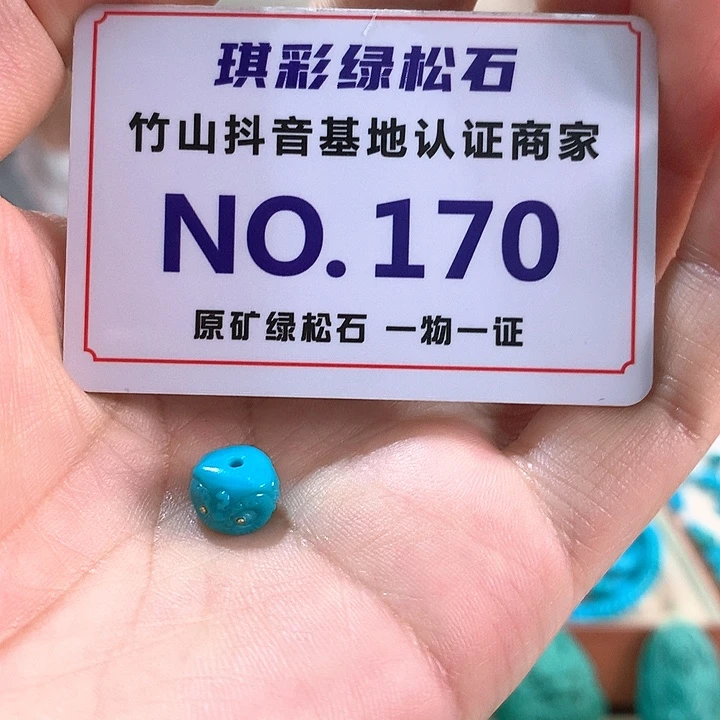 琪彩绿松石
竹山抖音基地认证商家
NO.170
原矿绿松石 一物一证